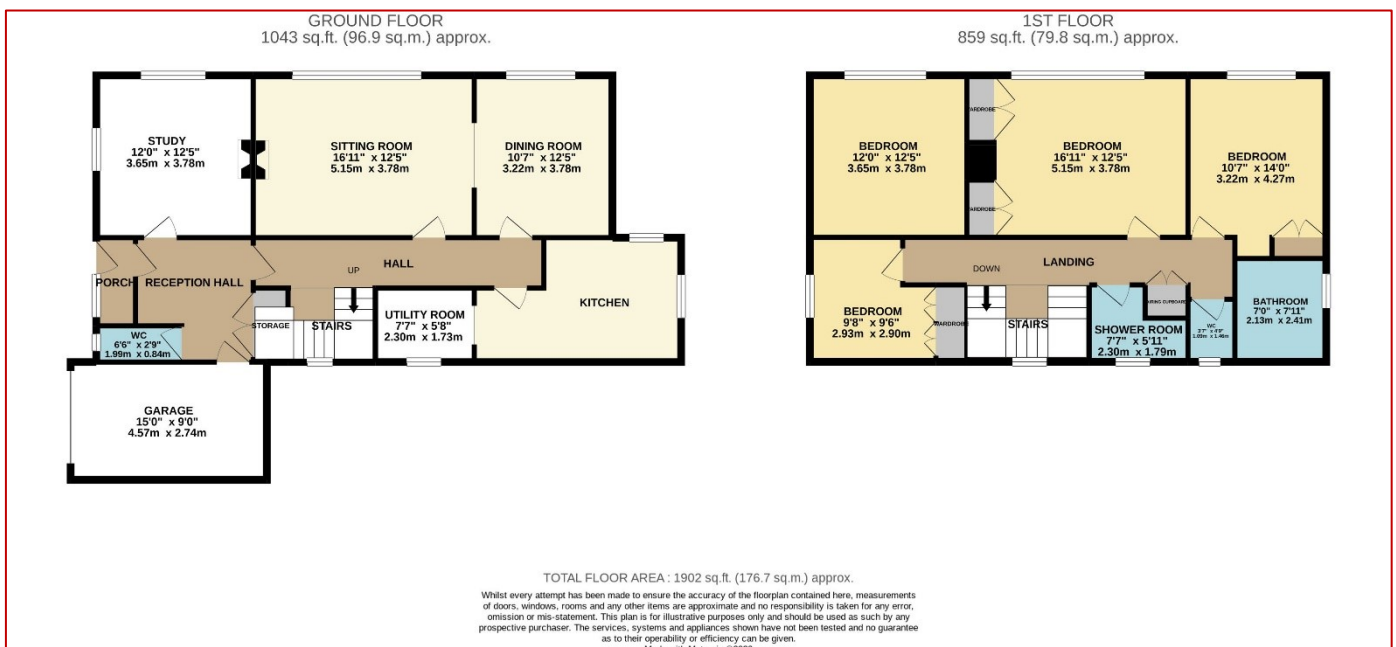 GROUND FLOOR
1043 sq.ft. (96.9 sq.m.) approx.
STUDY
12'0" x 12'5"
3.65m x 3.78m
SITTING ROOM
16'11" x 12'5"
5.15m x 3.78m
DINING ROOM
10'7" x 12'5"
3.22m x 3.78m
PORCH
RECEPTION HALL
UP
HALL
KITCHEN
STORAGE
STAIRS
UTILITY ROOM
7'7" x 5'8"
2.30m x 1.73m
WC
6'6" x 2'9"
1.99m x 0.84m
GARAGE
15'0" x 9'0"
4.57m x 2.74m
1ST FLOOR
859 sq.ft. (79.8 sq.m.) approx.
BEDROOM
12'0" x 12'5"
3.65m x 3.78m
WARDROBE
BEDROOM
16'11" x 12'5"
5.15m x 3.78m
WARDROBE
BEDROOM
10'7" x 14'0"
3.22m x 4.27m
DOWN
LANDING
BEDROOM
9'8" x 9'6"
2.93m x 2.90m
WARDROBE
STAIRS
AIRING CUPBOARD
SHOWER ROOM
7'7" x 5'11"
2.30m x 1.79m
WC
BATHROOM
7'0" x 7'11"
2.13m x 2.41m
TOTAL FLOOR AREA : 1902 sq.ft. (176.7 sq.m.) approx.
Whilst every attempt has been made to ensure the accuracy of the floorplan contained here, measurements
of doors, windows, rooms and any other items are approximate and no responsibility is taken for any error,
omission or mis-statement. This plan is for illustrative purposes only and should be used as such by any
prospective purchaser. The services, systems and appliances shown have not been tested and no guarantee
as to their operability or efficiency can be given.